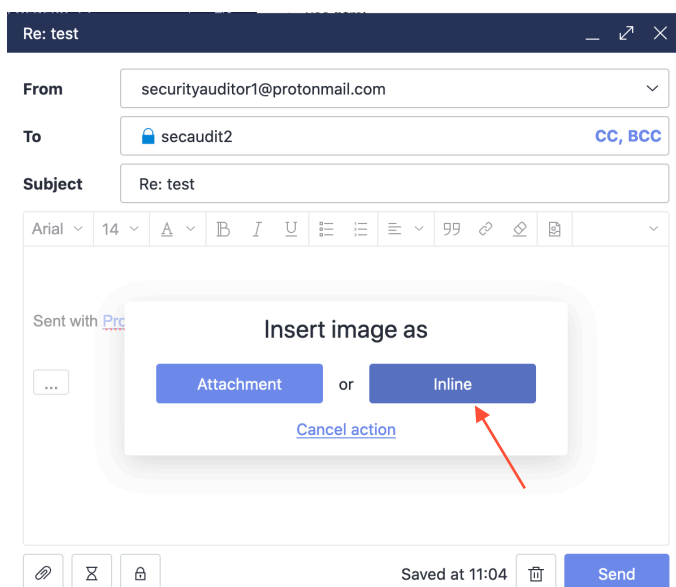 Re: test
From securityauditor1@protonmail.com
To secaudit2 CC, BCC
Subject Re: test
Arial 14 A B I U
Sent with
Insert image as
Attachment or Inline
...
Cancel action
Saved at 11:04 Send